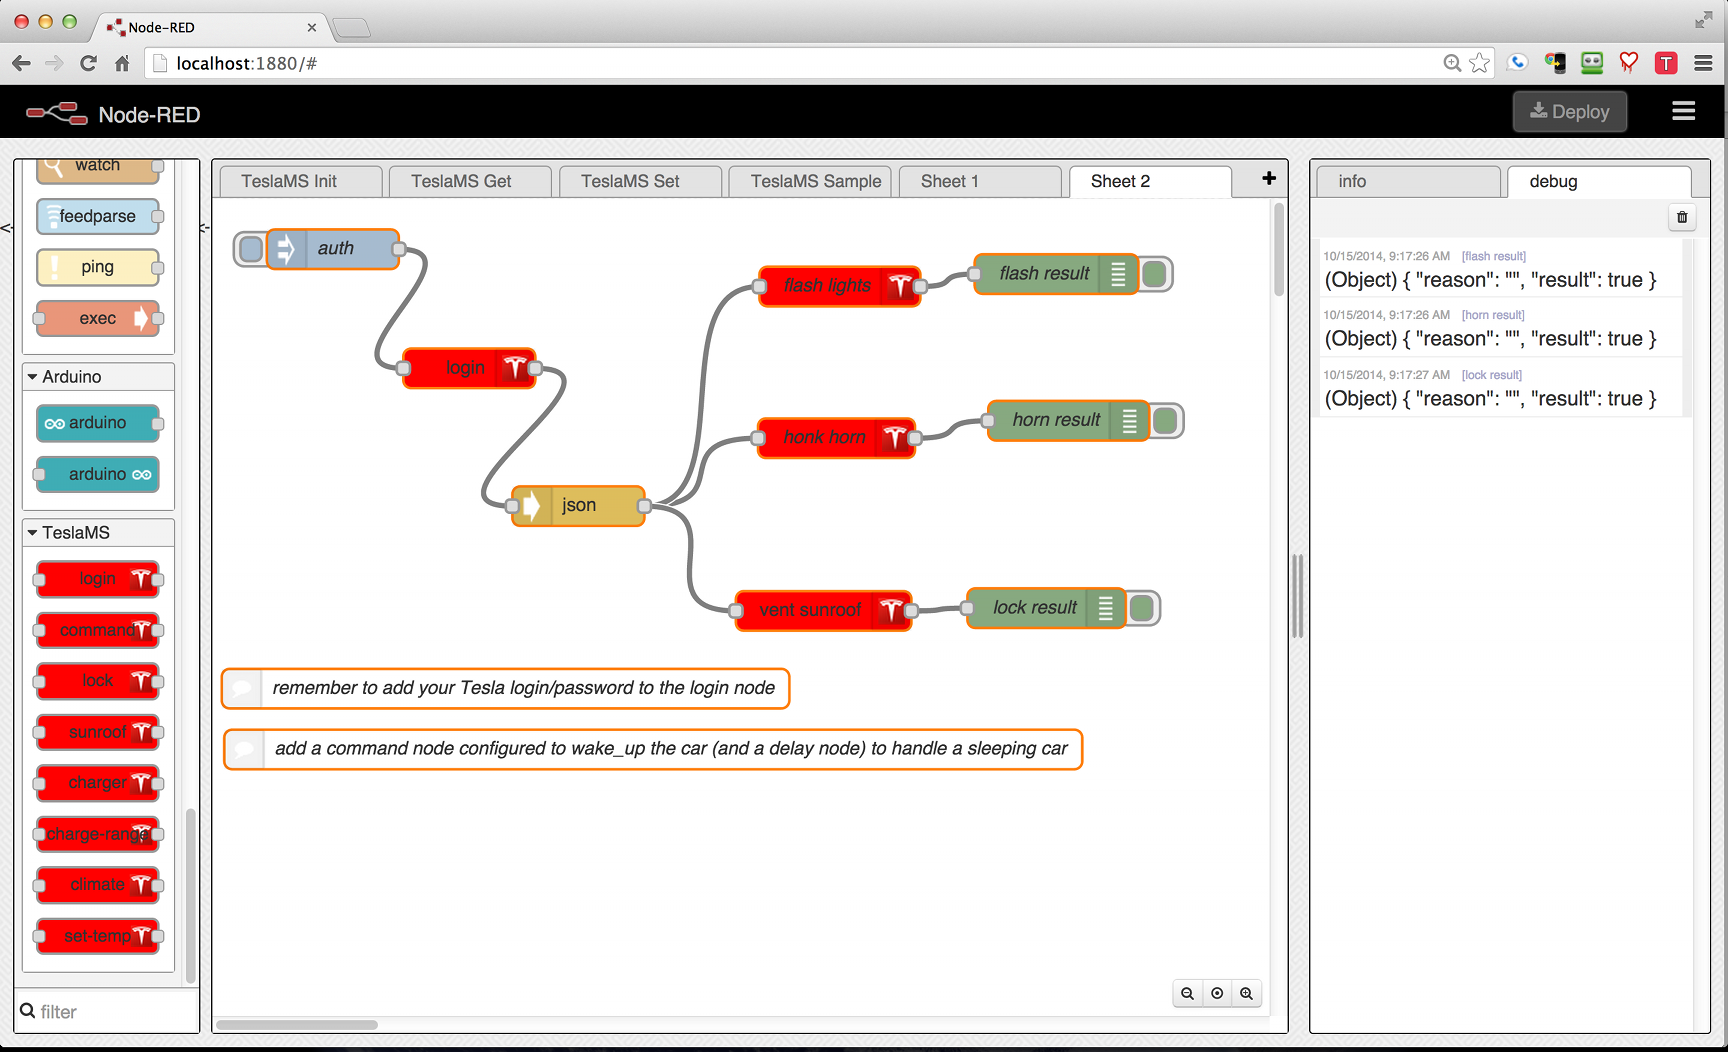 Node-RED
localhost:1880/#
Node-RED
Deploy
watch
feedparse
ping
exec
Arduino
arduino
arduino
TeslaMS
login
command
lock
sunroof
charger
charge-range
climate
set-temp
filter
TeslaMS Init
TeslaMS Get
TeslaMS Set
TeslaMS Sample
Sheet 1
Sheet 2
auth
login
json
flash lights
flash result
honk horn
horn result
vent sunroof
lock result
remember to add your Tesla login/password to the login node
add a command node configured to wake_up the car (and a delay node) to handle a sleeping car
info
debug
10/15/2014, 9:17:26 AM [flash result]
(Object) { "reason": "", "result": true }
10/15/2014, 9:17:26 AM [horn result]
(Object) { "reason": "", "result": true }
10/15/2014, 9:17:27 AM [lock result]
(Object) { "reason": "", "result": true }